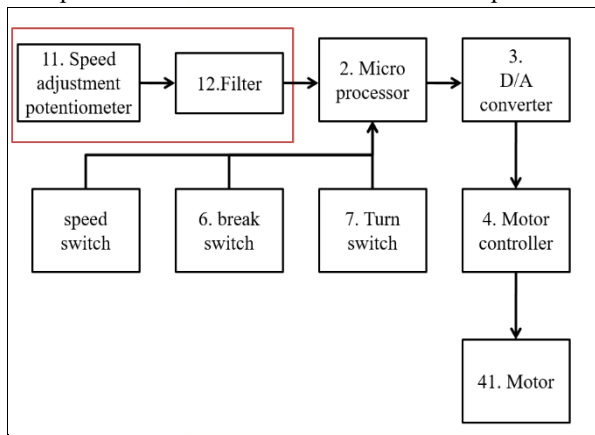 11. Speed
adjustment
potentiometer
12.Filter
2. Micro
processor
3.
D/A
converter
speed
switch
6. break
switch
7. Turn
switch
4. Motor
controller
41. Motor